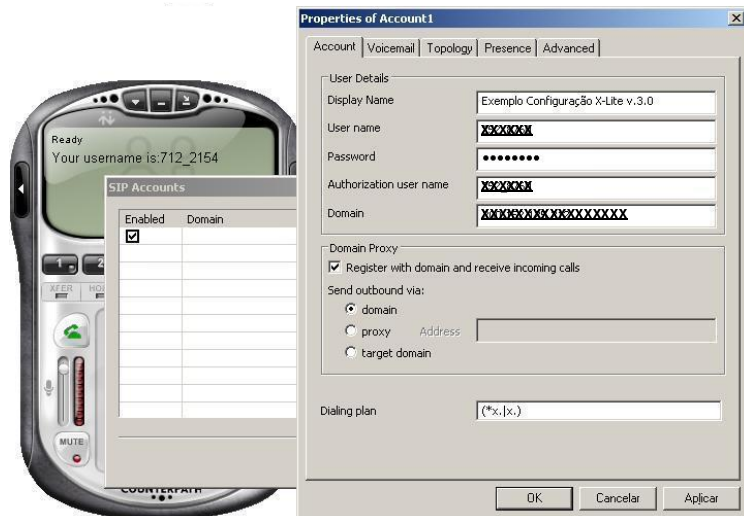 Ready
Your username is:712_2154
1
2
XFER
MUTE
COUNTERPATH
SIP Accounts
Enabled Domain
Properties of Account1
Account Voicemail Topology Presence Advanced
User Details
Display Name Exemplo Configuração X-Lite v.3.0
User name
Password ••••••••
Authorization user name
Domain
Domain Proxy
Register with domain and receive incoming calls
Send outbound via:
domain
proxy Address
target domain
Dialing plan (*x.|x.)
OK Cancelar Aplicar